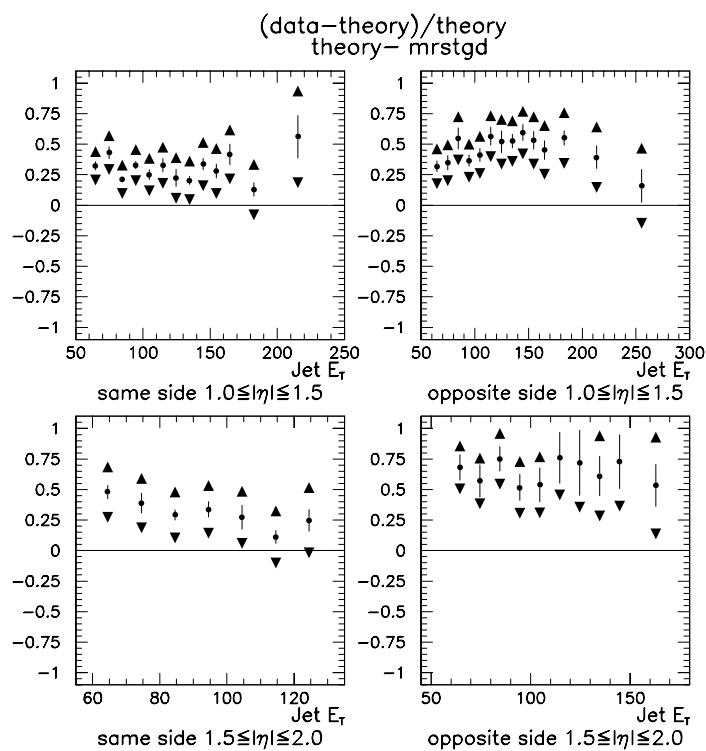 (data-theory)/theory
theory- mrstgd
1
0.75
0.5
0.25
0
-0.25
-0.5
-0.75
-1
50 100 150 200 250
Jet E_T
same side 1.0≦|η|≦1.5
1
0.75
0.5
0.25
0
-0.25
-0.5
-0.75
-1
50 100 150 200 250 300
Jet E_T
opposite side 1.0≦|η|≦1.5
1
0.75
0.5
0.25
0
-0.25
-0.5
-0.75
-1
60 80 100 120
Jet E_T
same side 1.5≦|η|≦2.0
1
0.75
0.5
0.25
0
-0.25
-0.5
-0.75
-1
50 100 150
Jet E_T
opposite side 1.5≦|η|≦2.0